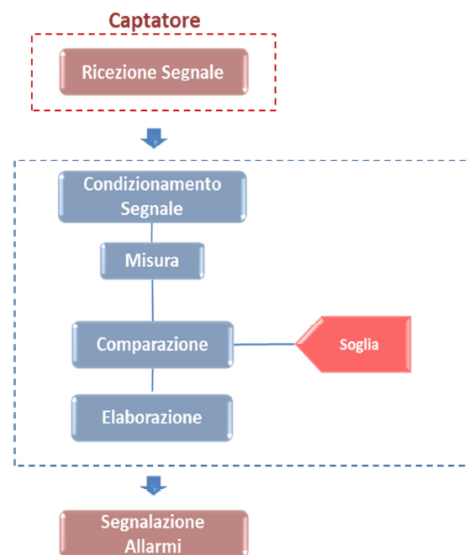 Captatore
Ricezione Segnale
Condizionamento
Segnale
Misura
Comparazione
Soglia
Elaborazione
Segnalazione
Allarmi